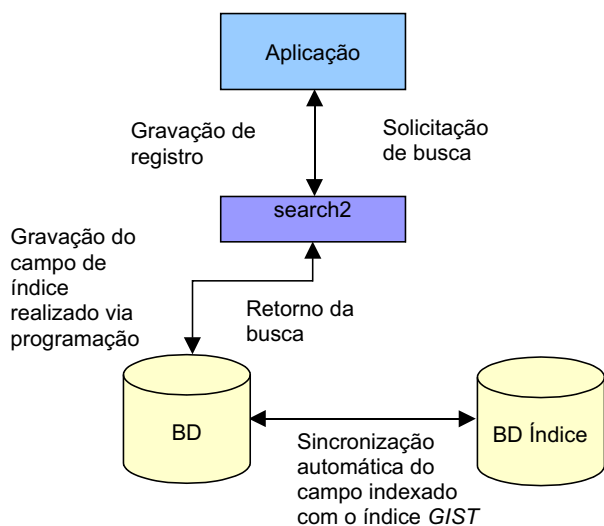 Aplicação
Gravação de
registro
Solicitação
de busca
search2
Gravação do
campo de
índice
realizado via
programação
Retorno da
busca
BD
BD Índice
Sincronização
automática do
campo indexado
com o índice GIST